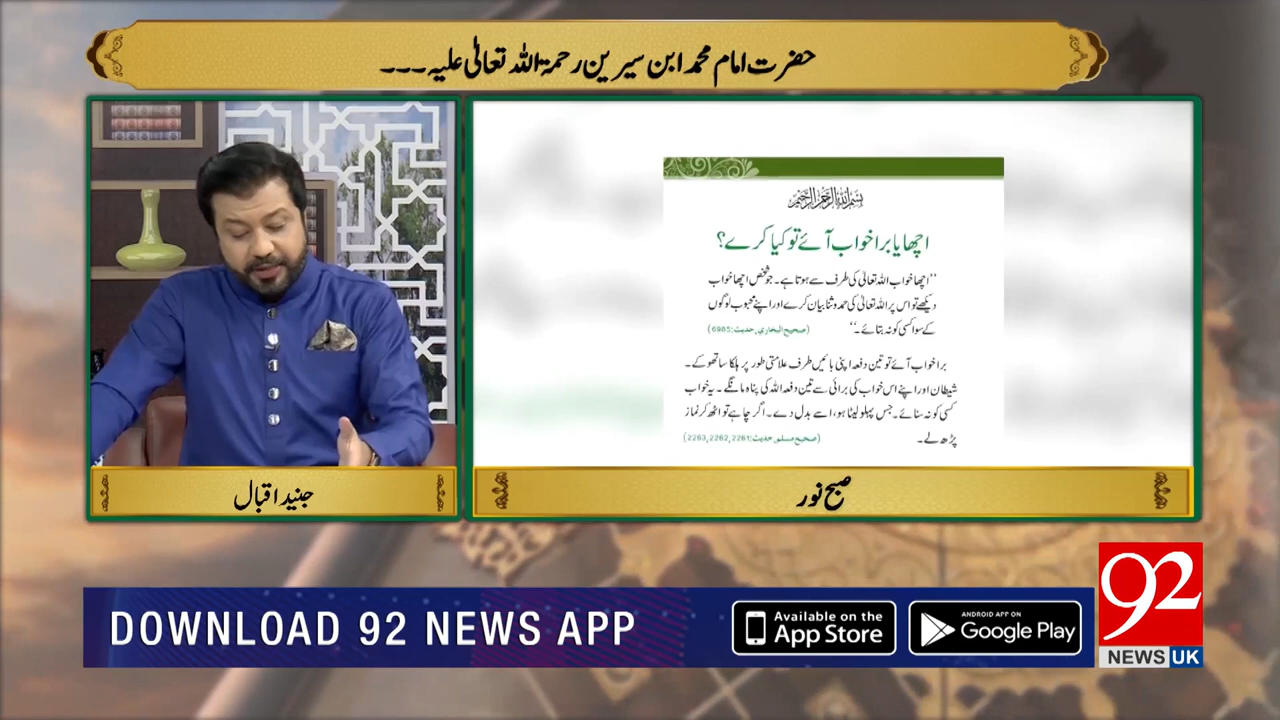 حضرت امام محمد ابن سیرین رحمۃ اللہ تعالیٰ علیہ ۔۔۔
بسم الله الرحمن الرحيم
اچھا یا برا خواب آئے تو کیا کرے؟
‘‘اچھا خواب اللہ تعالیٰ کی طرف سے ہوتا ہے۔ جو شخص اچھا خواب
دیکھے تو اس پر اللہ تعالیٰ کی حمد و ثنا بیان کرے اور اپنے محبوب لوگوں
کے سوا کسی کو نہ بتائے۔’’ (صحیح البخاري، حدیث: 6985)
برا خواب آئے تو تین دفعہ اپنی بائیں طرف علامتی طور پر ہلکا سا تھوکے۔
شیطان اور اپنے اس خواب کی برائی سے تین دفعہ اللہ کی پناہ مانگے۔ یہ خواب
کسی کو نہ سنائے۔ جس پہلو لیٹا ہو، اسے بدل دے۔ اگر چاہے تو اٹھ کر نماز
پڑھ لے۔ (صحیح مسلم، حدیث: 2261, 2262, 2263)
جنید اقبال
صبح نور
DOWNLOAD 92 NEWS APP
Available on the
App Store
ANDROID APP ON
Google Play
92
NEWS UK